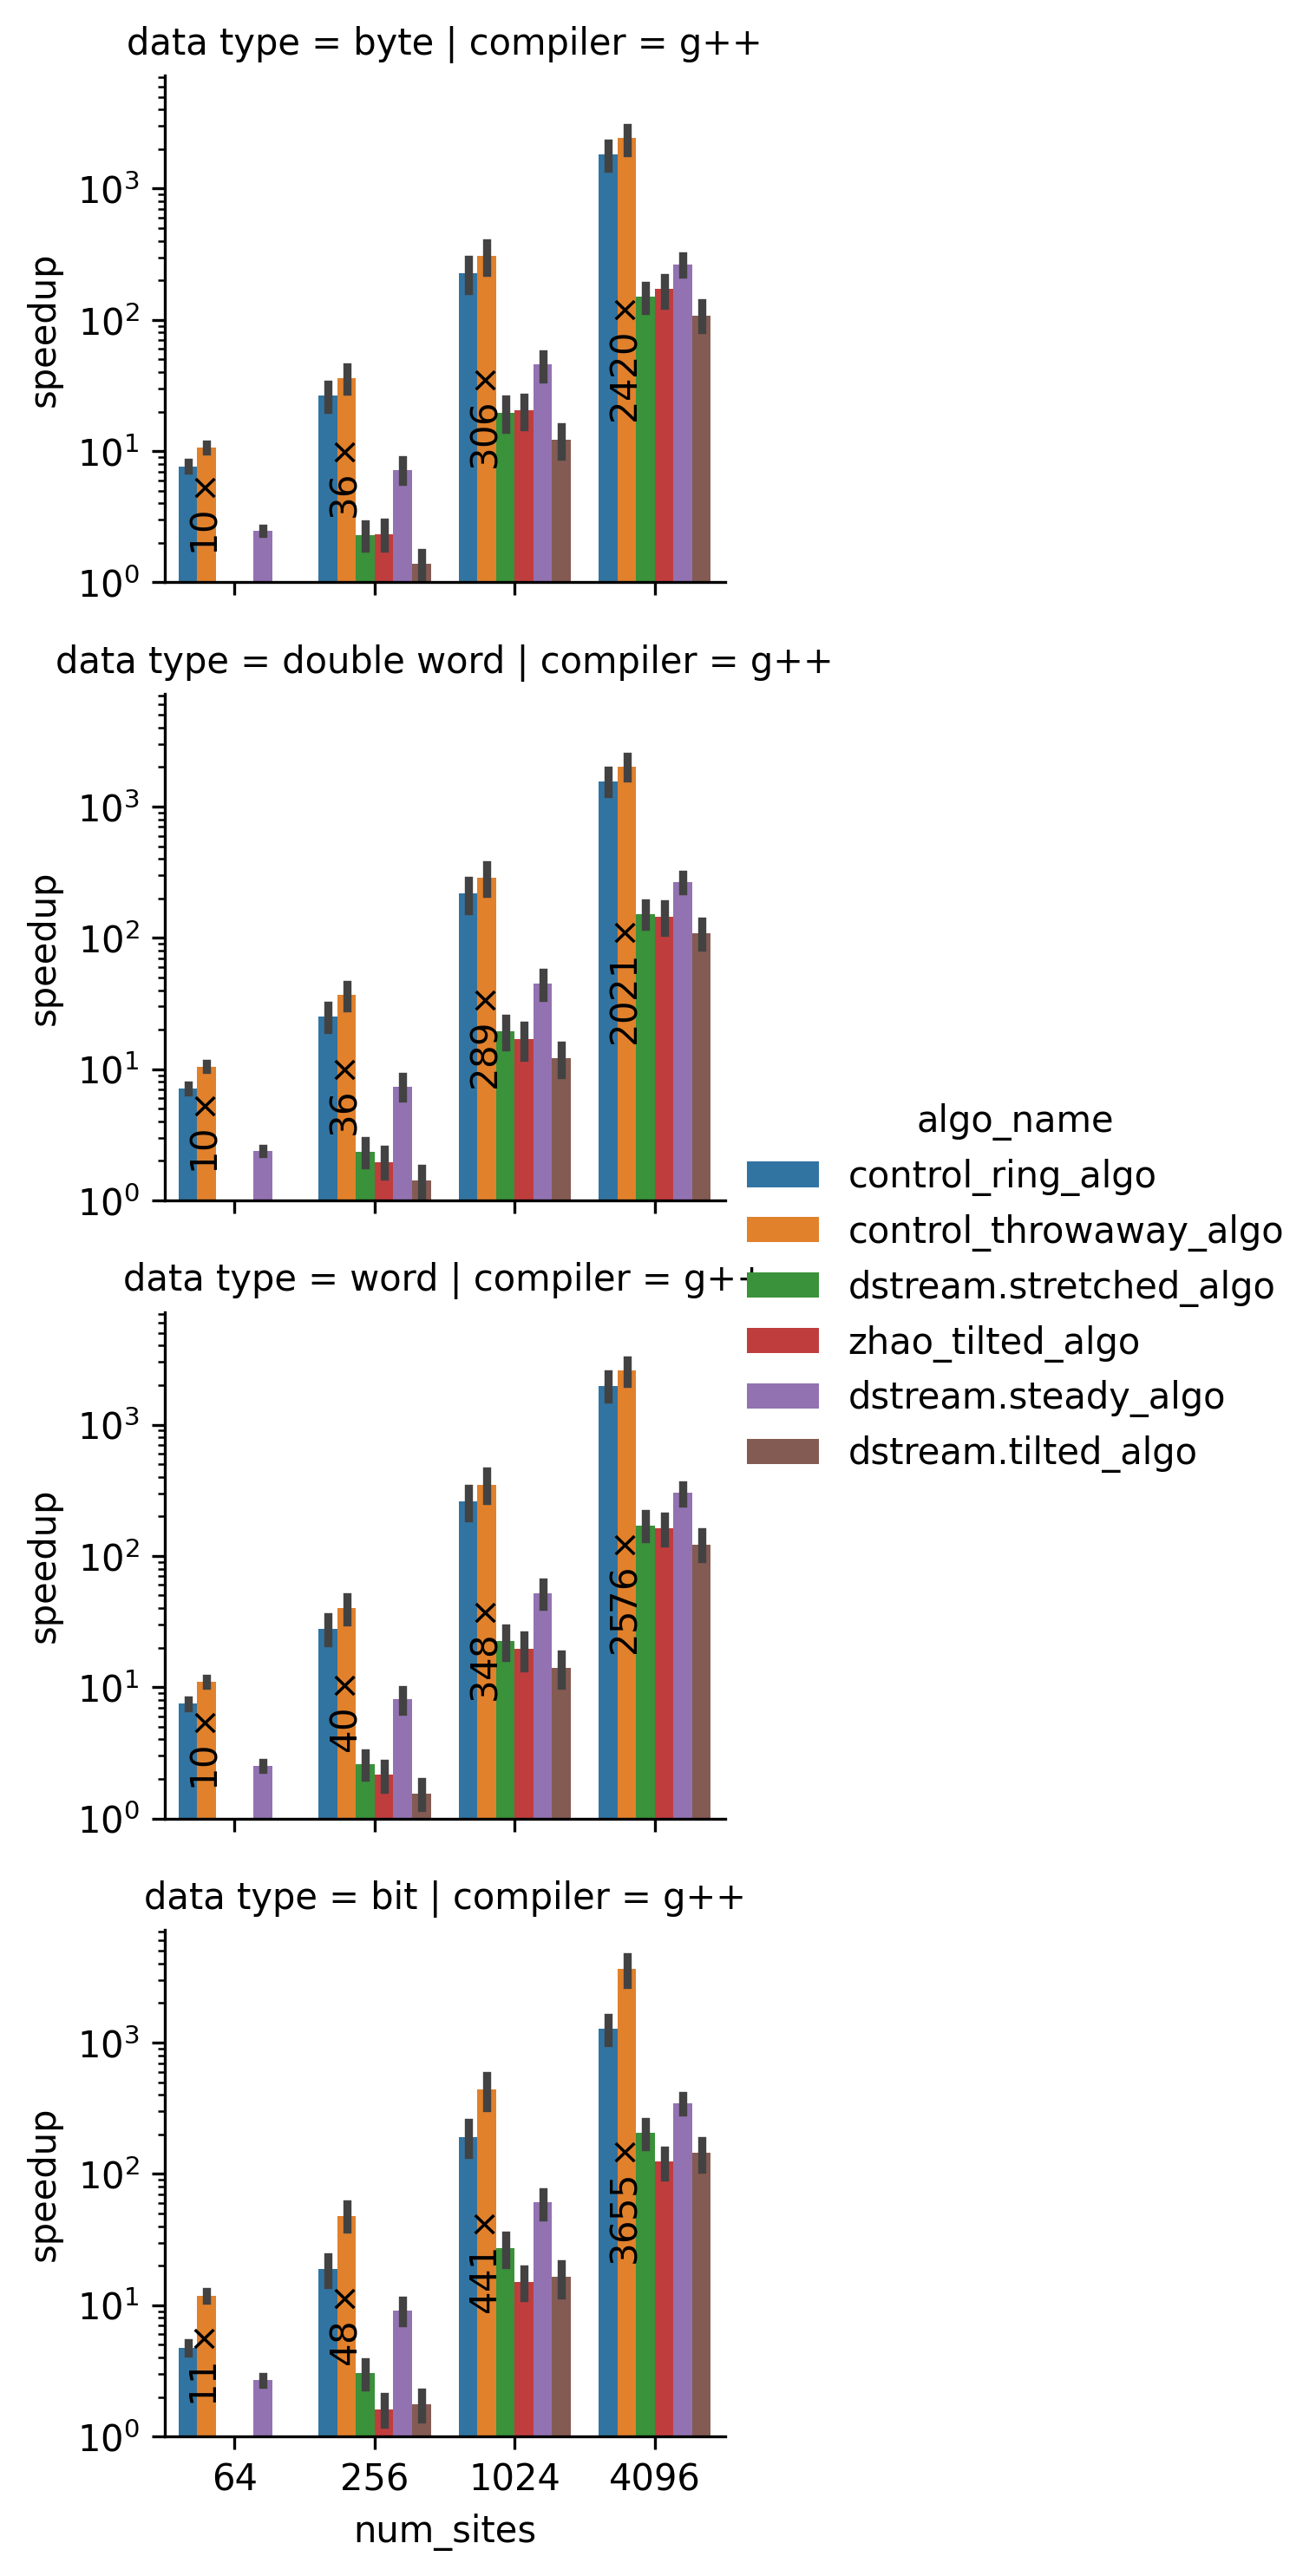 data type = byte | compiler = g++
speedup
10³
10²
10¹
10⁰
10 ×
36 ×
306 ×
2420 ×
data type = double word | compiler = g++
speedup
10³
10²
10¹
10⁰
10 ×
36 ×
289 ×
2021 ×
algo_name
control_ring_algo
control_throwaway_algo
dstream.stretched_algo
zhao_tilted_algo
dstream.steady_algo
dstream.tilted_algo
data type = word | compiler = g++
speedup
10³
10²
10¹
10⁰
10 ×
40 ×
348 ×
2576 ×
data type = bit | compiler = g++
speedup
10³
10²
10¹
10⁰
11 ×
48 ×
441 ×
3655 ×
64 256 1024 4096
num_sites